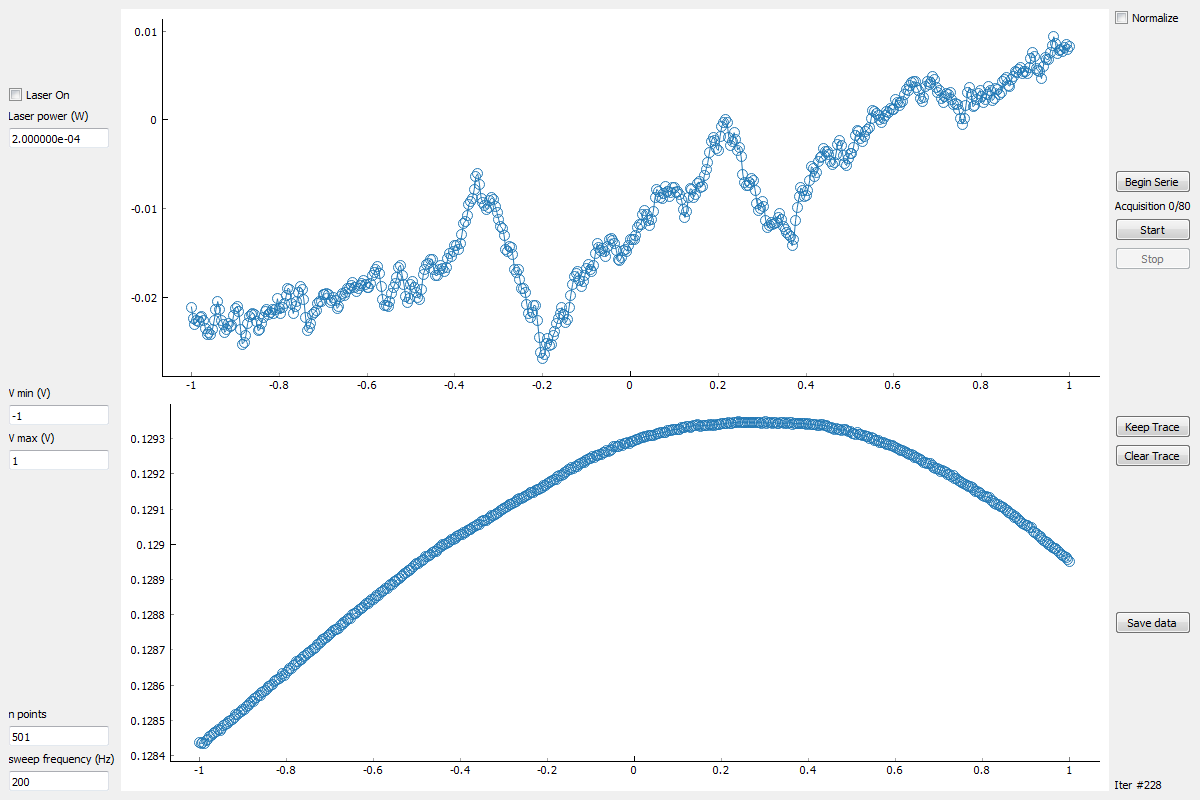 Laser On
Laser power (W)
2.000000e-04
V min (V)
-1
V max (V)
1
n points
501
sweep frequency (Hz)
200
0.01
0
-0.01
-0.02
-1 -0.8 -0.6 -0.4 -0.2 0 0.2 0.4 0.6 0.8 1
0.1293
0.1292
0.1291
0.129
0.1289
0.1288
0.1287
0.1286
0.1285
0.1284
-1 -0.8 -0.6 -0.4 -0.2 0 0.2 0.4 0.6 0.8 1
Normalize
Begin Serie
Acquisition 0/80
Start
Stop
Keep Trace
Clear Trace
Save data
Iter #228